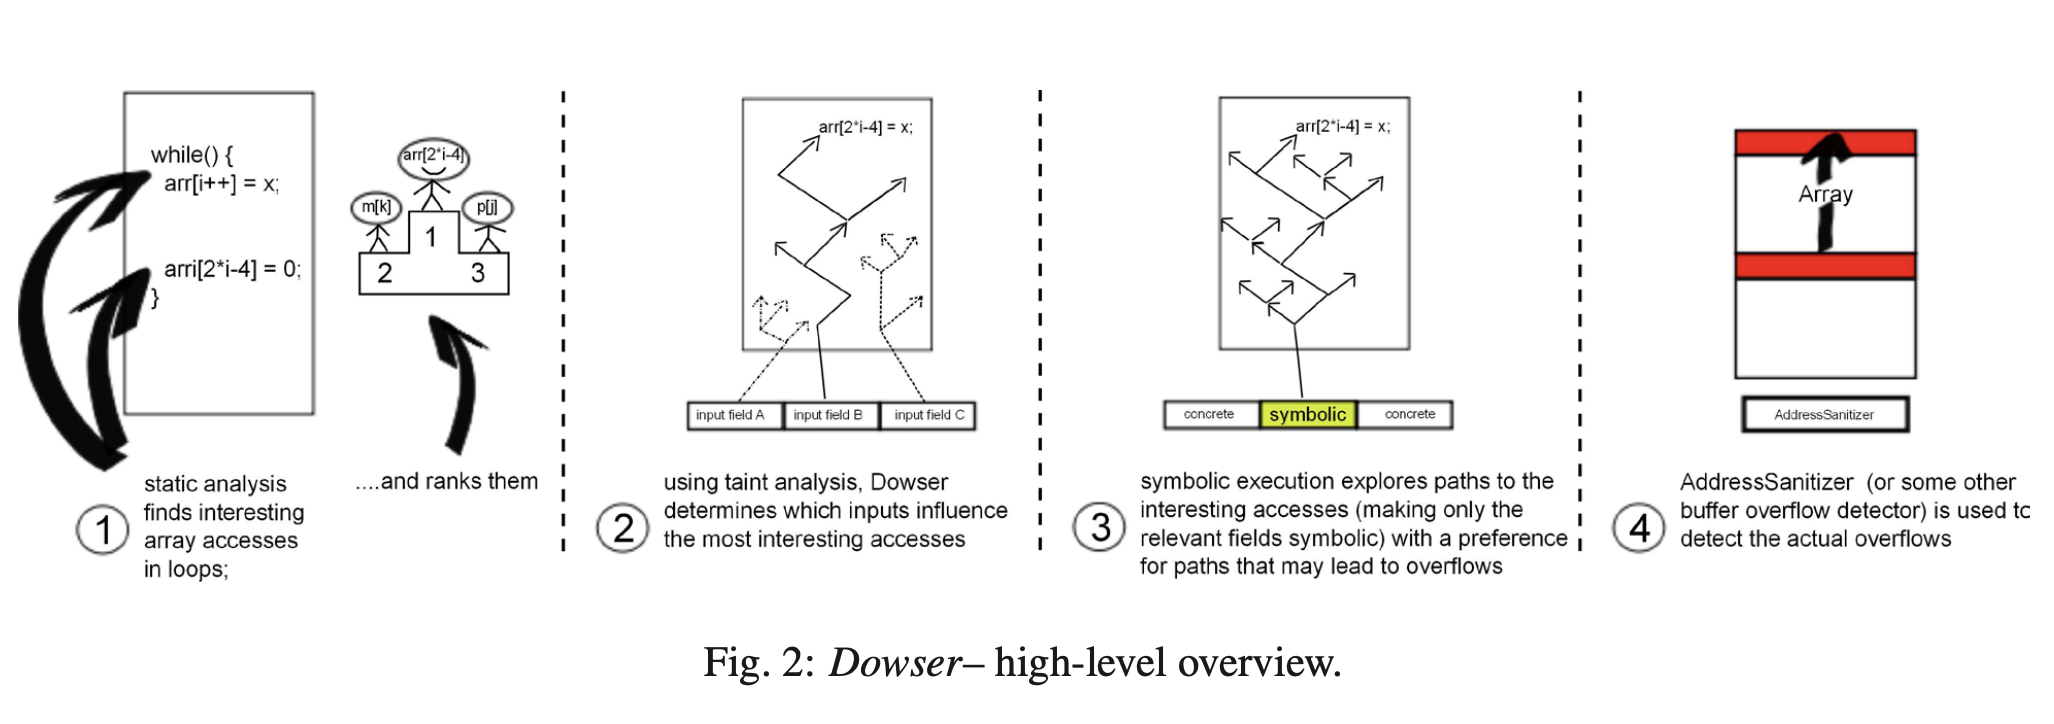 while() {
arr[i++] = x;
arri[2*i-4] = 0;
}
arr[2*i-4]
m[k]
p[j]
1
2
3
1
static analysis
finds interesting
array accesses
in loops;
....and ranks them
arr[2*i-4] = x;
input field A
input field B
input field C
2
using taint analysis, Dowser
determines which inputs influence
the most interesting accesses
arr[2*i-4] = x;
concrete
symbolic
concrete
3
symbolic execution explores paths to the
interesting accesses (making only the
relevant fields symbolic) with a preference
for paths that may lead to overflows
Array
AddressSanitizer
4
AddressSanitizer (or some other
buffer overflow detector) is used to
detect the actual overflows
Fig. 2: Dowser– high-level overview.